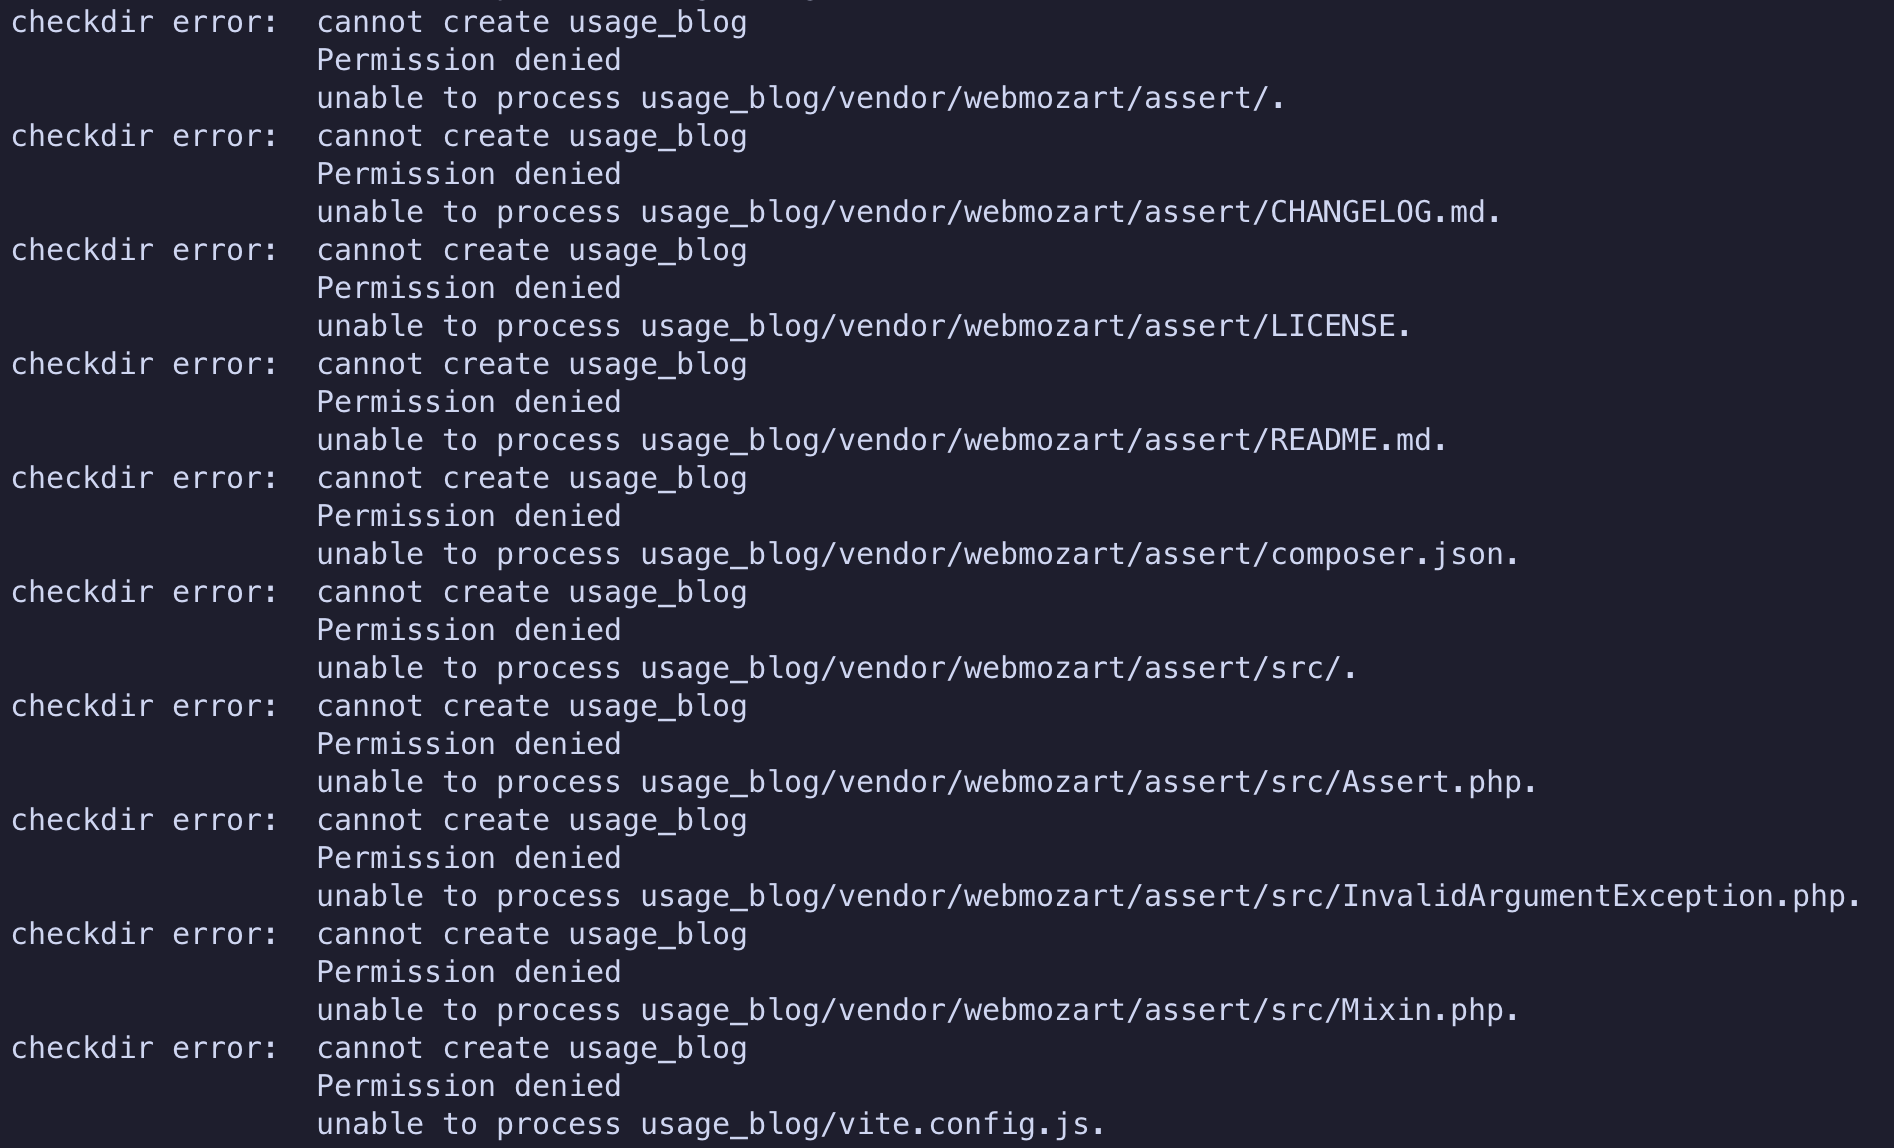 checkdir error:  cannot create usage_blog
                 Permission denied
                 unable to process usage_blog/vendor/webmozart/assert/.
checkdir error:  cannot create usage_blog
                 Permission denied
                 unable to process usage_blog/vendor/webmozart/assert/CHANGELOG.md.
checkdir error:  cannot create usage_blog
                 Permission denied
                 unable to process usage_blog/vendor/webmozart/assert/LICENSE.
checkdir error:  cannot create usage_blog
                 Permission denied
                 unable to process usage_blog/vendor/webmozart/assert/README.md.
checkdir error:  cannot create usage_blog
                 Permission denied
                 unable to process usage_blog/vendor/webmozart/assert/composer.json.
checkdir error:  cannot create usage_blog
                 Permission denied
                 unable to process usage_blog/vendor/webmozart/assert/src/.
checkdir error:  cannot create usage_blog
                 Permission denied
                 unable to process usage_blog/vendor/webmozart/assert/src/Assert.php.
checkdir error:  cannot create usage_blog
                 Permission denied
                 unable to process usage_blog/vendor/webmozart/assert/src/InvalidArgumentException.php.
checkdir error:  cannot create usage_blog
                 Permission denied
                 unable to process usage_blog/vendor/webmozart/assert/src/Mixin.php.
checkdir error:  cannot create usage_blog
                 Permission denied
                 unable to process usage_blog/vite.config.js.